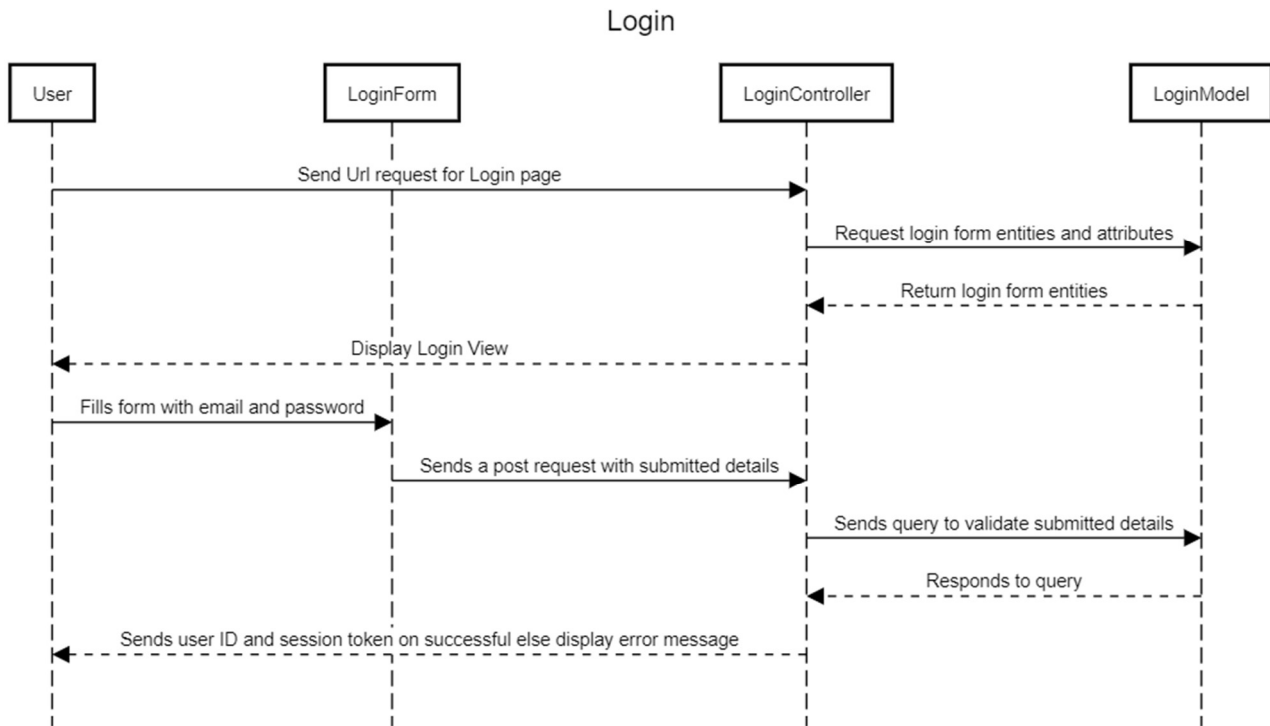 Login
User
LoginForm
LoginController
LoginModel
Send Url request for Login page
Request login form entities and attributes
Return login form entities
Display Login View
Fills form with email and password
Sends a post request with submitted details
Sends query to validate submitted details
Responds to query
Sends user ID and session token on successful else display error message